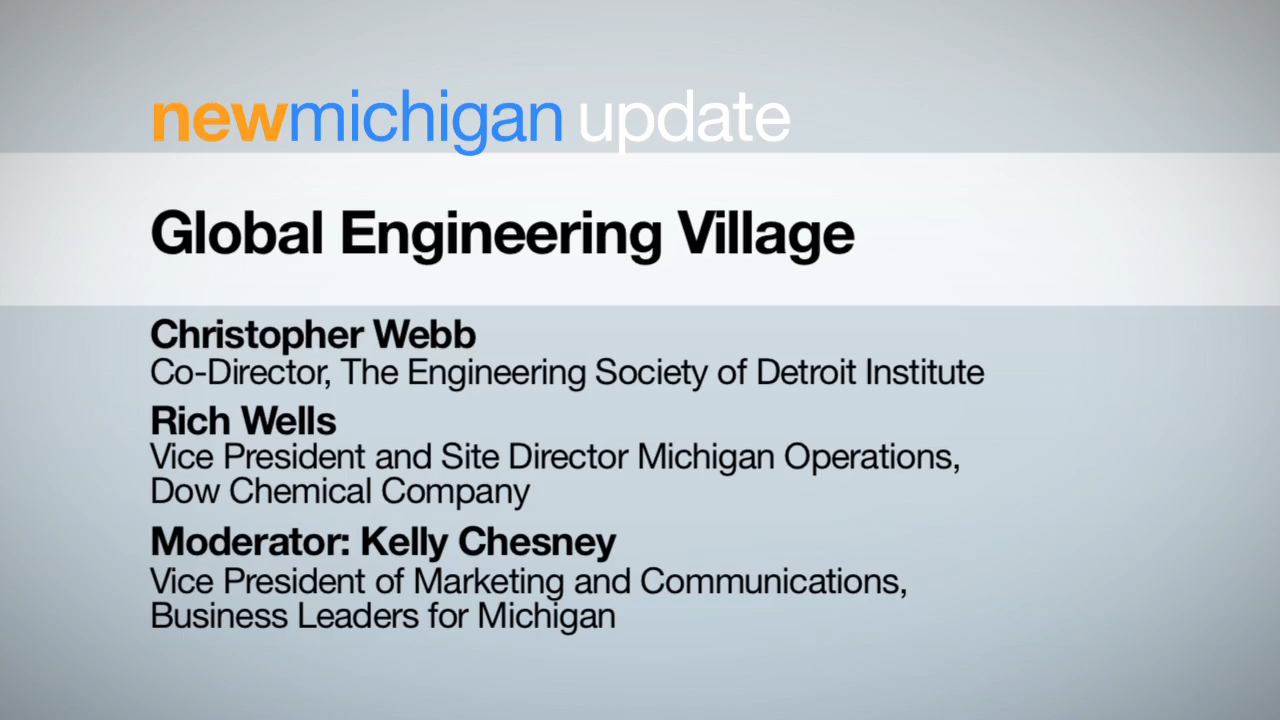 newmichigan update
Global Engineering Village
Christopher Webb
Co-Director, The Engineering Society of Detroit Institute
Rich Wells
Vice President and Site Director Michigan Operations,
Dow Chemical Company
Moderator: Kelly Chesney
Vice President of Marketing and Communications,
Business Leaders for Michigan